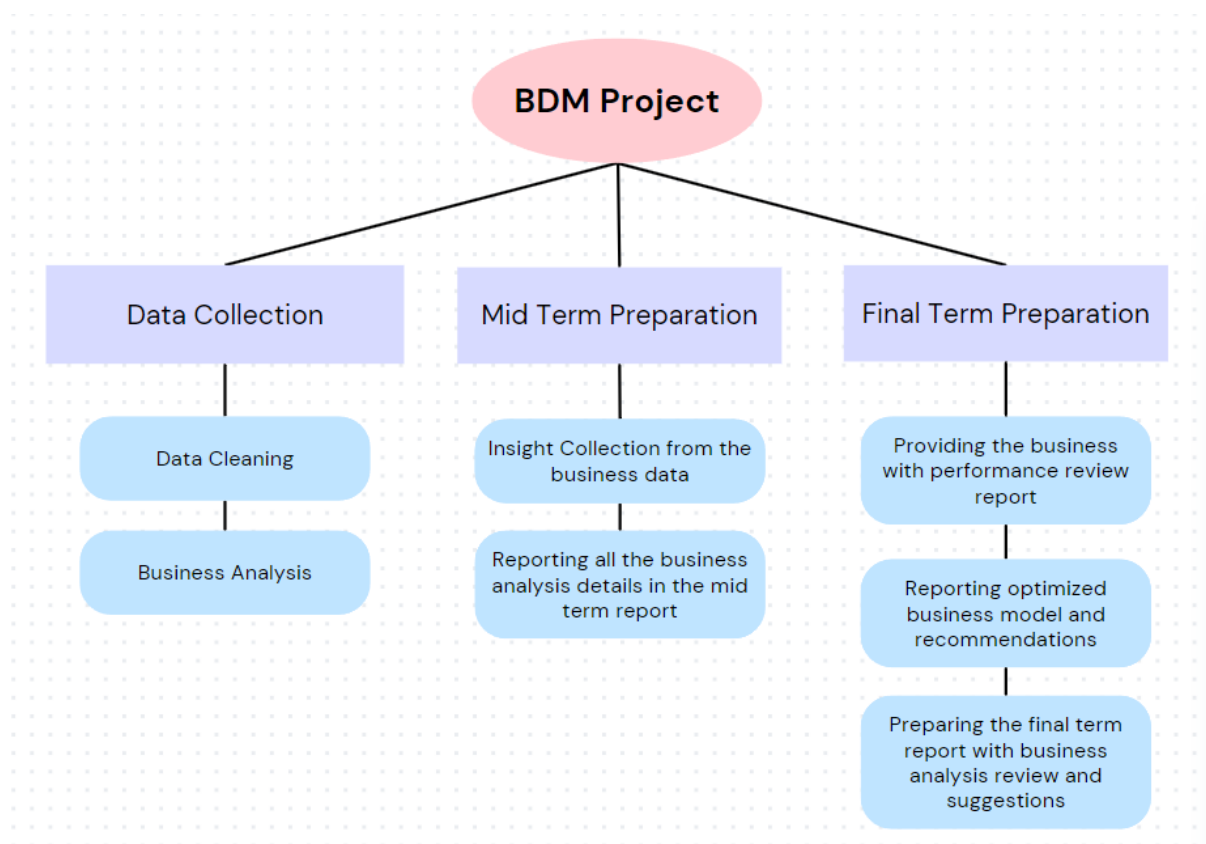 BDM Project
Data Collection
Data Cleaning
Business Analysis
Mid Term Preparation
Insight Collection from the
business data
Reporting all the business
analysis details in the mid
term report
Final Term Preparation
Providing the business
with performance review
report
Reporting optimized
business model and
recommendations
Preparing the final term
report with business
analysis review and
suggestions